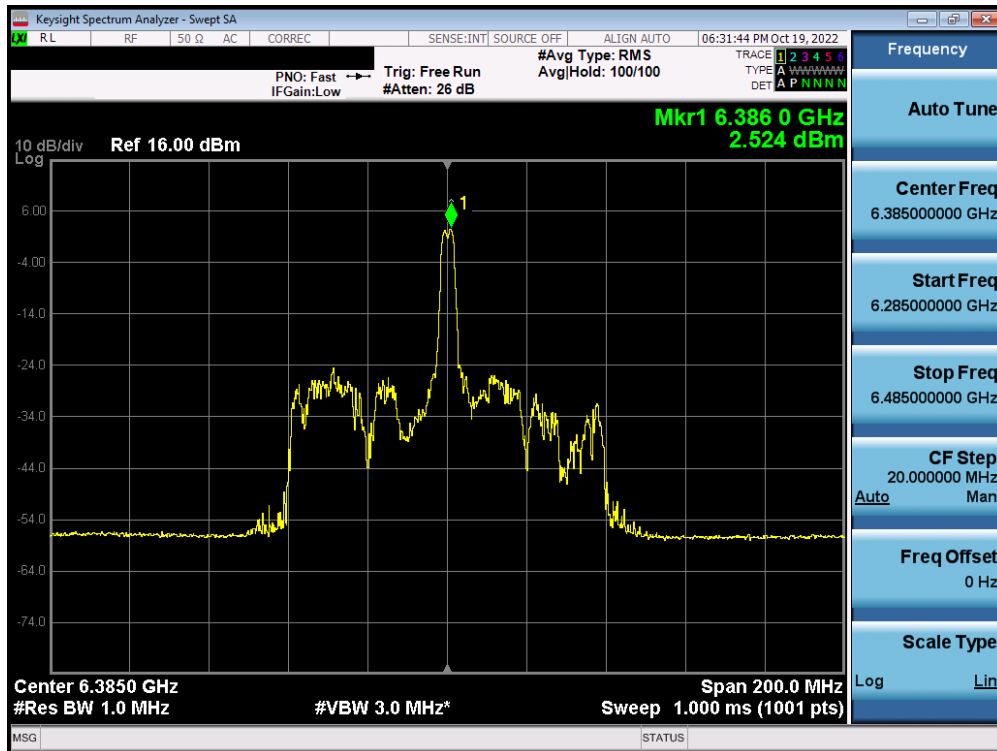 Keysight Spectrum Analyzer - Swept SA
LXI RL RF 50 Ω AC CORREC SENSE:INT SOURCE OFF ALIGN AUTO 06:31:44 PM Oct 19, 2022
PNO: Fast
IFGain:Low
Trig: Free Run
#Atten: 26 dB
#Avg Type: RMS
Avg|Hold: 100/100
TRACE 1 2 3 4 5 6
TYPE A WWWWW
DET A P N N N N
Mkr1 6.386 0 GHz
2.524 dBm
10 dB/div Ref 16.00 dBm
Log
1
6.00
-4.00
-14.0
-24.0
-34.0
-44.0
-54.0
-64.0
-74.0
Center 6.3850 GHz Span 200.0 MHz
#Res BW 1.0 MHz #VBW 3.0 MHz* Sweep 1.000 ms (1001 pts)
MSG STATUS
Frequency
Auto Tune
Center Freq
6.385000000 GHz
Start Freq
6.285000000 GHz
Stop Freq
6.485000000 GHz
CF Step
20.000000 MHz
Auto Man
Freq Offset
0 Hz
Scale Type
Log Lin